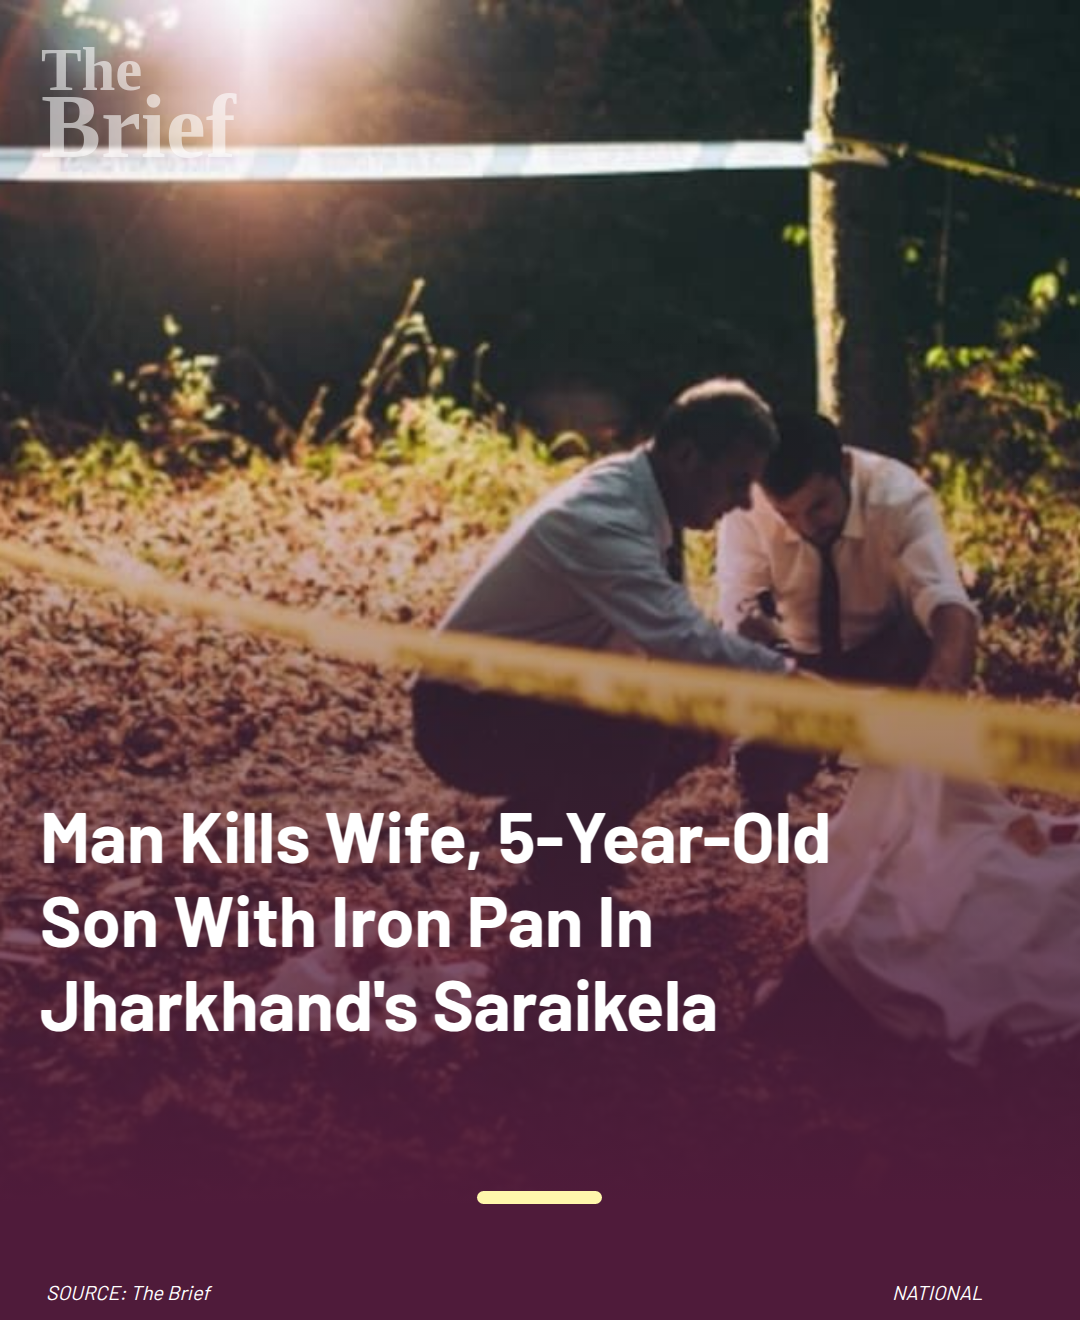 The
Brief
Man Kills Wife, 5-Year-Old
Son With Iron Pan In
Jharkhand's Saraikela
SOURCE: The Brief
NATIONAL